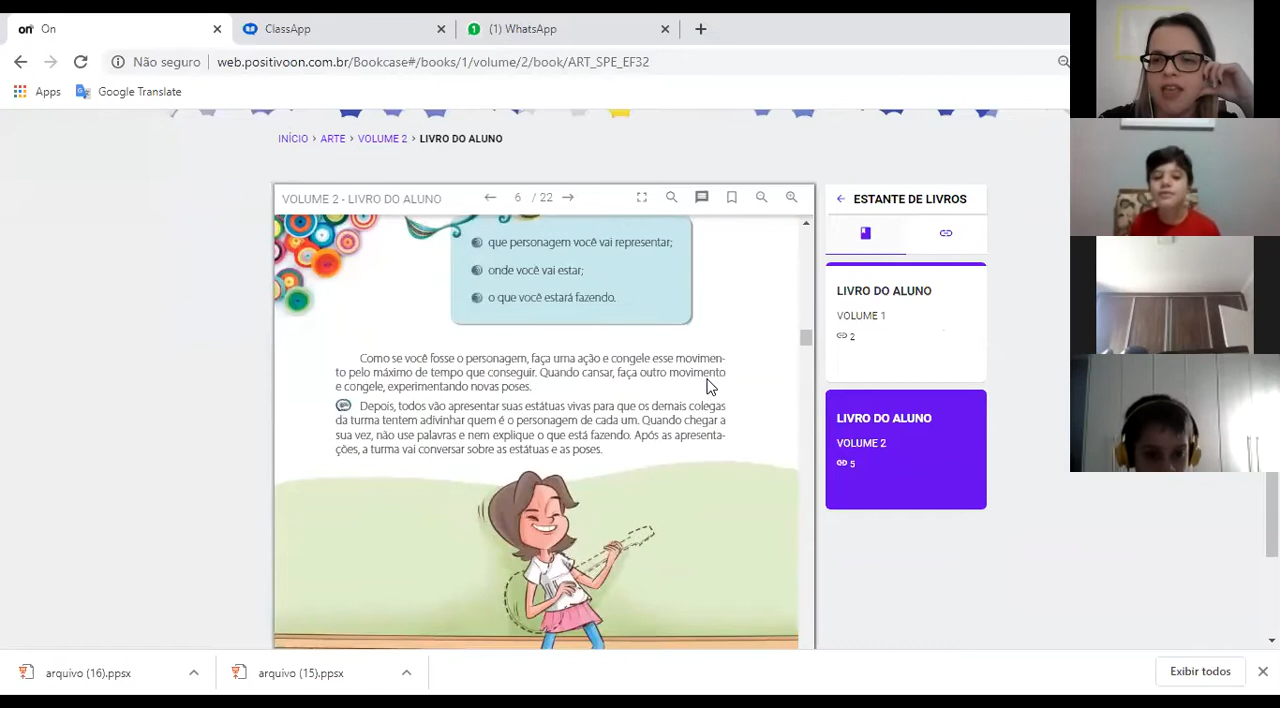 on On
ClassApp
1 (1) WhatsApp
Não seguro
web.positivoon.com.br/Bookcase#/books/1/volume/2/book/ART_SPE_EF32
Apps
Google Translate
INÍCIO > ARTE > VOLUME 2 > LIVRO DO ALUNO
VOLUME 2 - LIVRO DO ALUNO
6 / 22
que personagem você vai representar;
onde você vai estar;
o que você estará fazendo.
Como se você fosse o personagem, faça uma ação e congele esse movimen-
to pelo máximo de tempo que conseguir. Quando cansar, faça outro movimento
e congele, experimentando novas poses.
Depois, todos vão apresentar suas estátuas vivas para que os demais colegas
da turma tentem adivinhar quem é o personagem de cada um. Quando chegar a
sua vez, não use palavras e nem explique o que está fazendo. Após as apresenta-
ções, a turma vai conversar sobre as estátuas e as poses.
ESTANTE DE LIVROS
LIVRO DO ALUNO
VOLUME 1
2
LIVRO DO ALUNO
VOLUME 2
5
arquivo (16).ppsx
arquivo (15).ppsx
Exibir todos